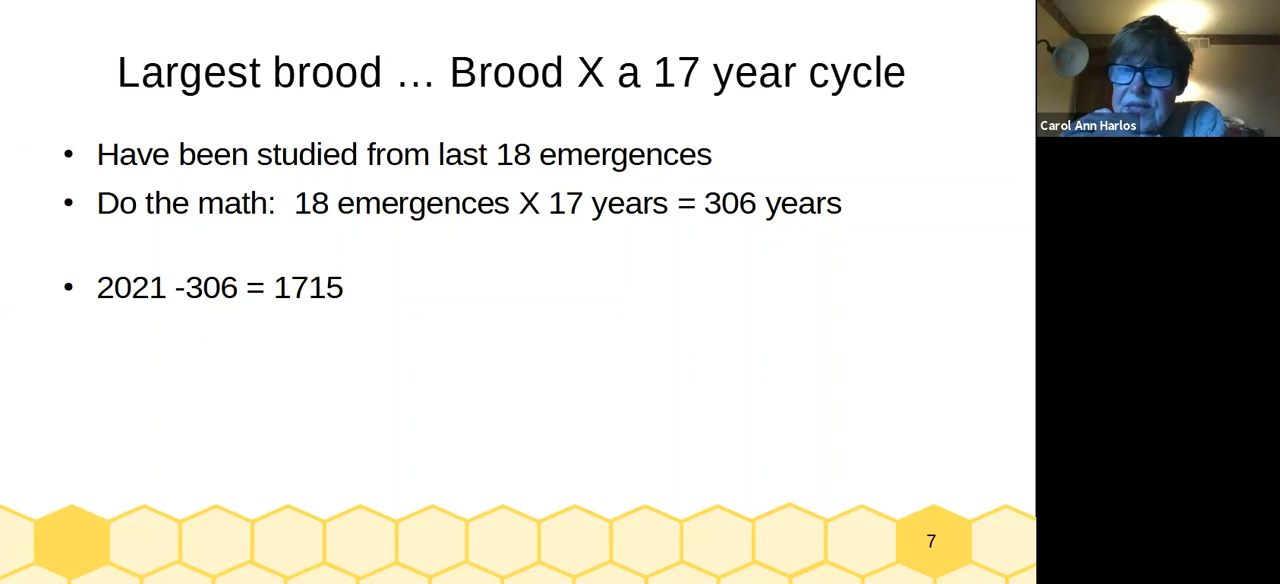 Largest brood … Brood X a 17 year cycle
• Have been studied from last 18 emergences
• Do the math:  18 emergences X 17 years = 306 years
• 2021 -306 = 1715
7
Carol Ann Harlos